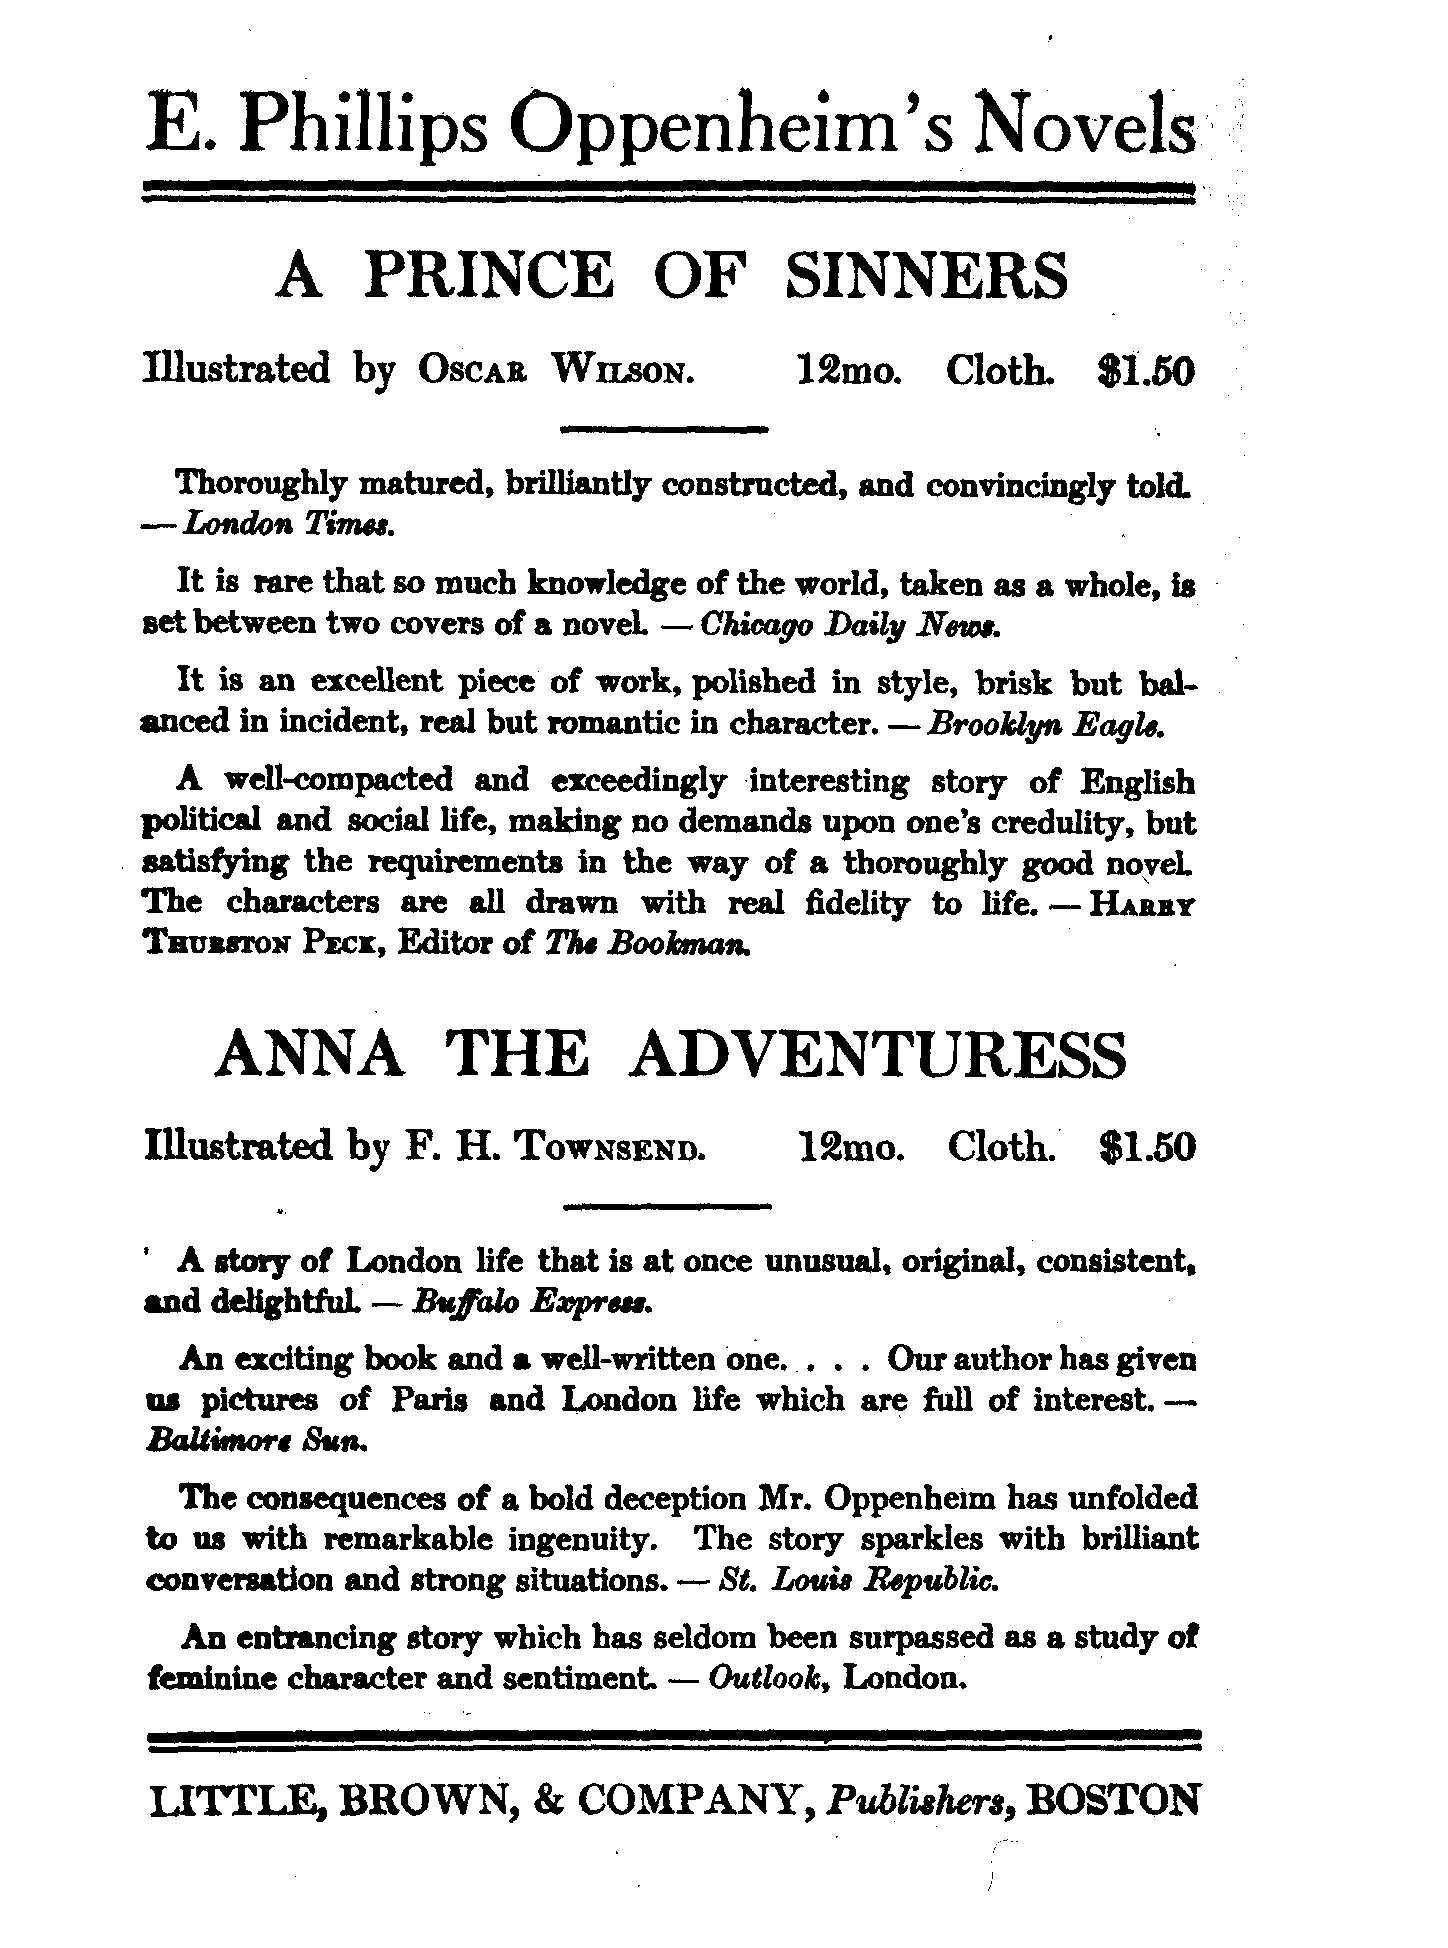 E. Phillips Oppenheim's Novels
A PRINCE OF SINNERS
Illustrated by OSCAR WILSON. 12mo. Cloth. $1.50
Thoroughly matured, brilliantly constructed, and convincingly told.
— London Times.
It is rare that so much knowledge of the world, taken as a whole, is
set between two covers of a novel. — Chicago Daily News.
It is an excellent piece of work, polished in style, brisk but bal-
anced in incident, real but romantic in character. — Brooklyn Eagle.
A well-compacted and exceedingly interesting story of English
political and social life, making no demands upon one's credulity, but
satisfying the requirements in the way of a thoroughly good novel.
The characters are all drawn with real fidelity to life. — HARRY
THURSTON PECK, Editor of The Bookman.
ANNA THE ADVENTURESS
Illustrated by F. H. TOWNSEND. 12mo. Cloth. $1.50
A story of London life that is at once unusual, original, consistent,
and delightful. — Buffalo Express.
An exciting book and a well-written one. . . . Our author has given
us pictures of Paris and London life which are full of interest. —
Baltimore Sun.
The consequences of a bold deception Mr. Oppenheim has unfolded
to us with remarkable ingenuity. The story sparkles with brilliant
conversation and strong situations. — St. Louis Republic.
An entrancing story which has seldom been surpassed as a study of
feminine character and sentiment. — Outlook, London.
LITTLE, BROWN, & COMPANY, Publishers, BOSTON